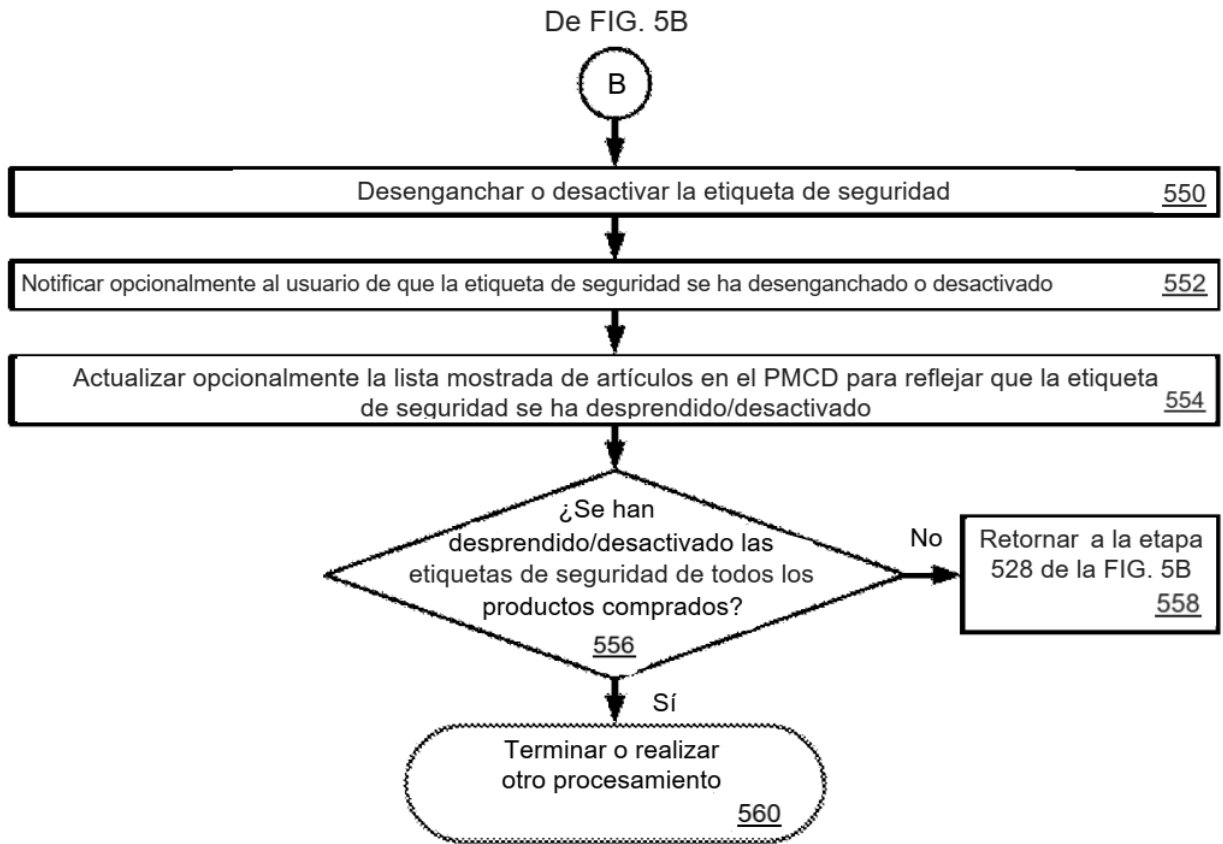 De FIG. 5B
B
Desenganchar o desactivar la etiqueta de seguridad
550
Notificar opcionalmente al usuario de que la etiqueta de seguridad se ha desenganchado o desactivado
552
Actualizar opcionalmente la lista mostrada de artículos en el PMCD para reflejar que la etiqueta
de seguridad se ha desprendido/desactivado
554
¿Se han
desprendido/desactivado las
etiquetas de seguridad de todos los
productos comprados?
556
No
Retornar a la etapa
528 de la FIG. 5B
558
Sí
Terminar o realizar
otro procesamiento
560